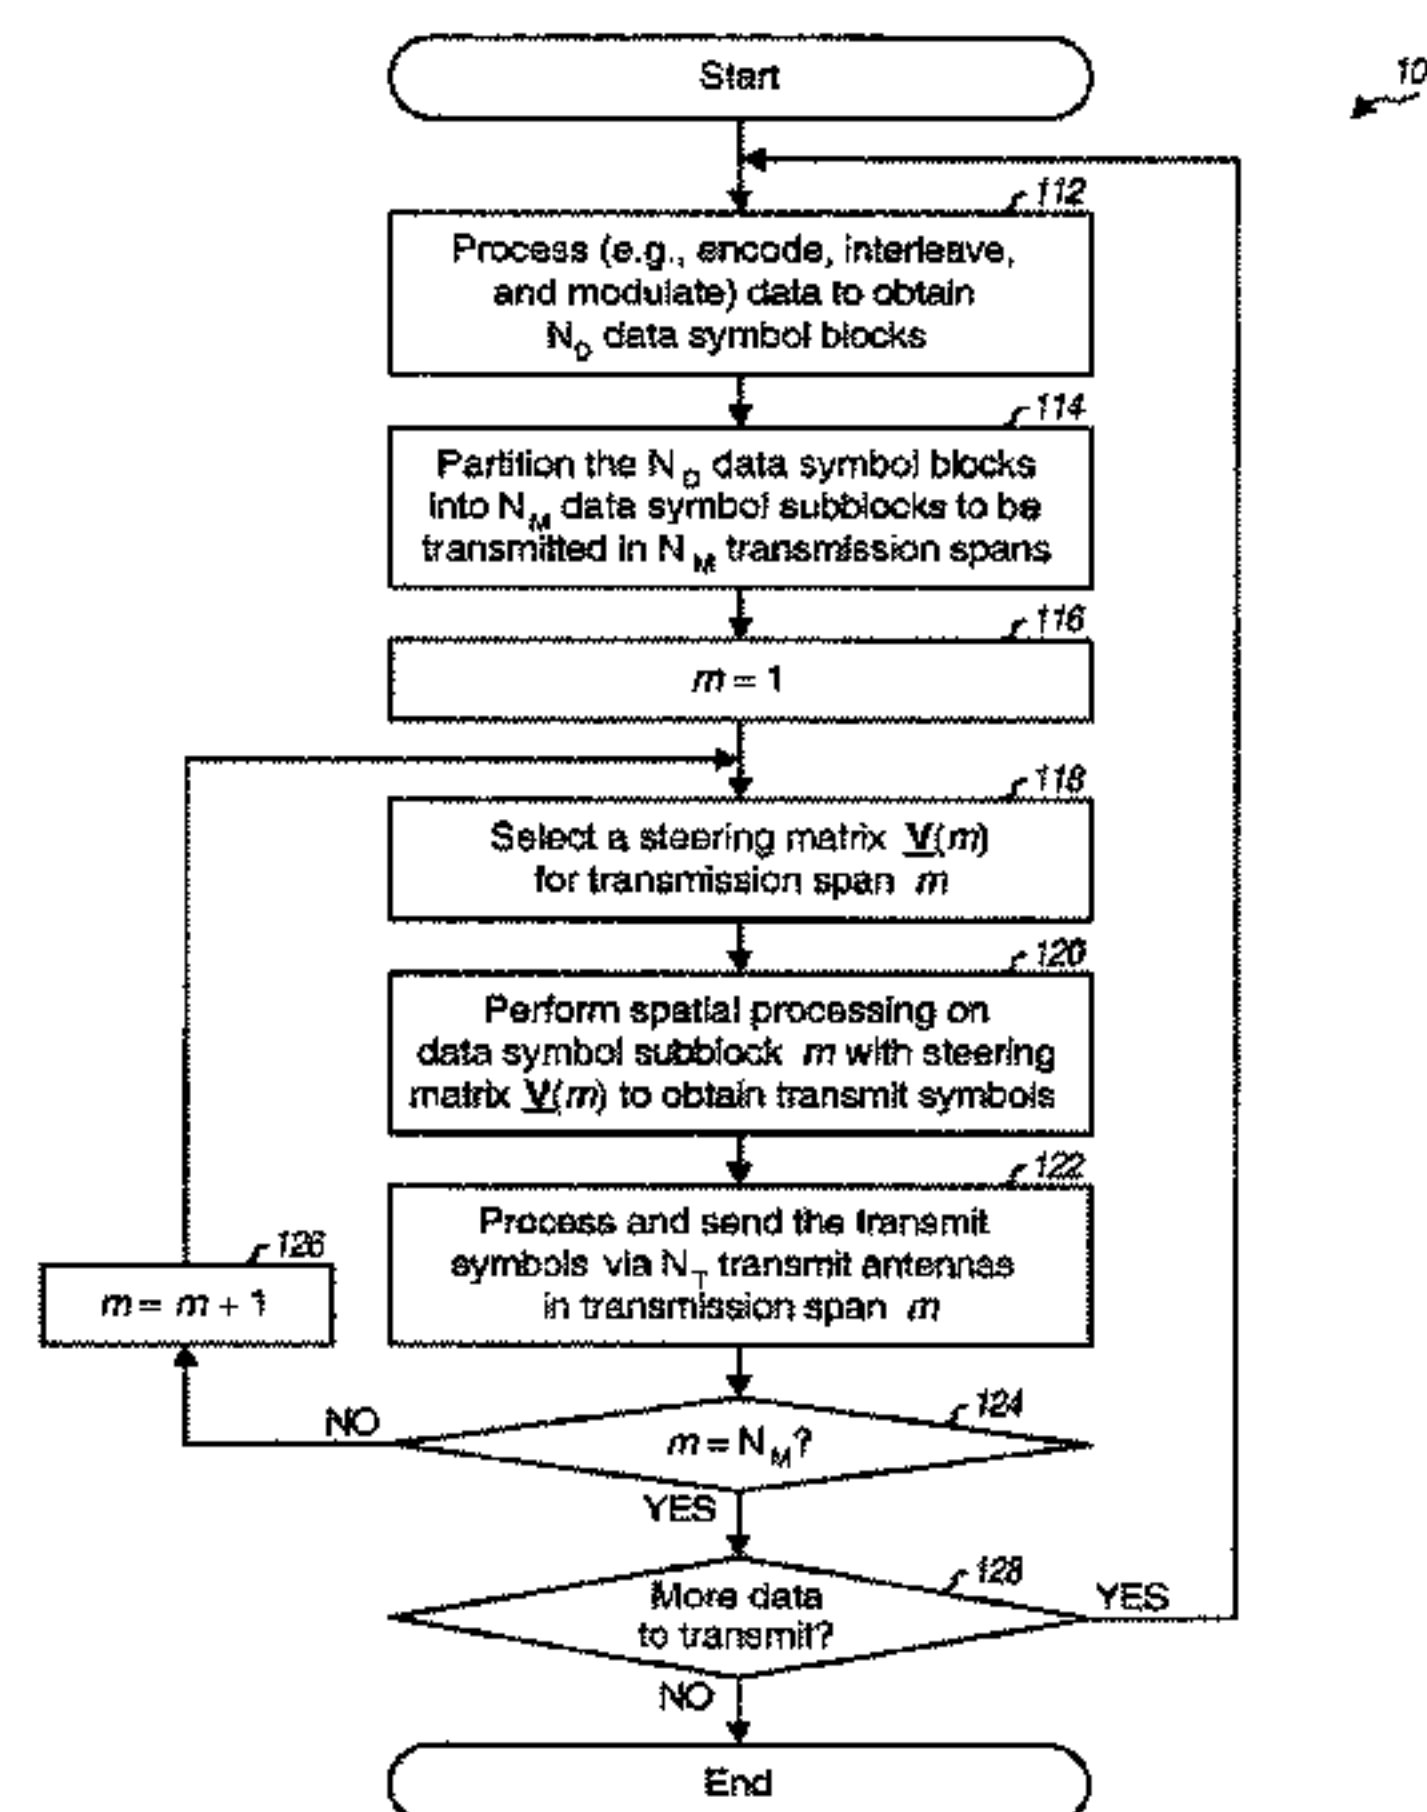 Start
10
112
Process (e.g., encode, interleave,
and modulate) data to obtain
N_D data symbol blocks
114
Partition the N_D data symbol blocks
into N_M data symbol subblocks to be
transmitted in N_M transmission spans
116
m = 1
118
Select a steering matrix V(m)
for transmission span m
120
Perform spatial processing on
data symbol subblock m with steering
matrix V(m) to obtain transmit symbols
122
Process and send the transmit
symbols via N_T transmit antennas
in transmission span m
126
m = m + 1
124
NO
m = N_M?
YES
128
More data
to transmit?
YES
NO
End